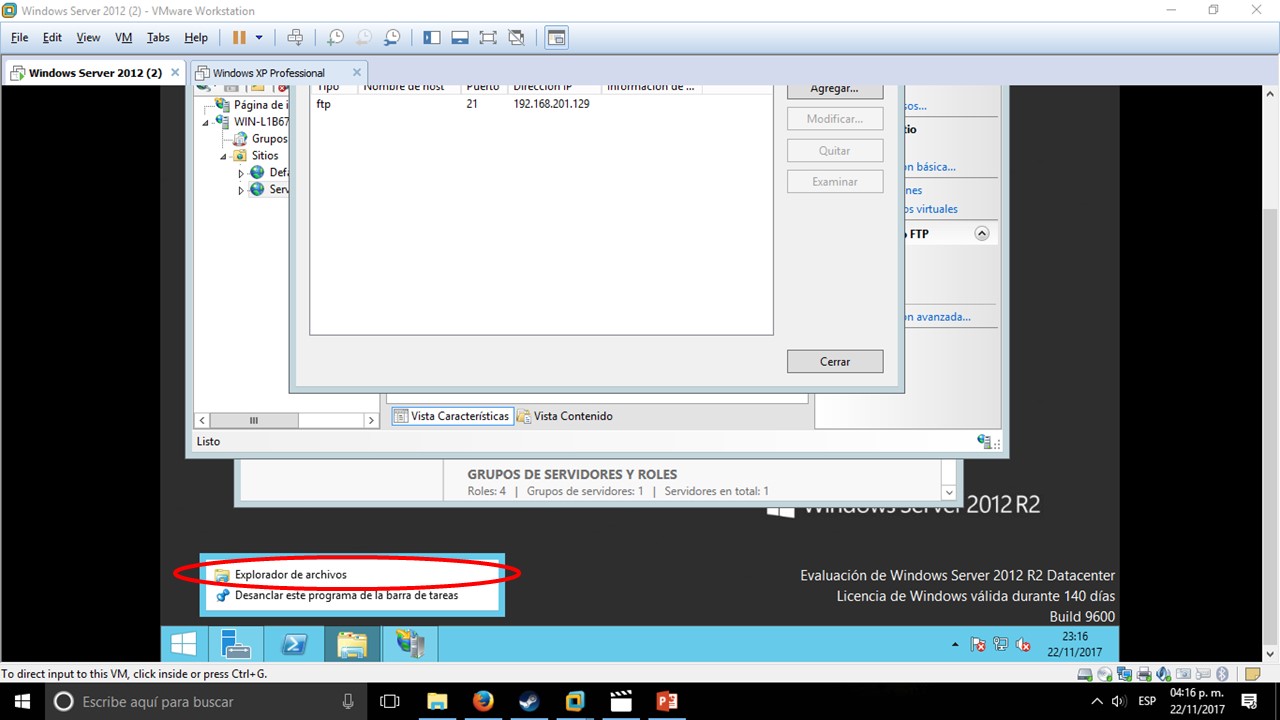 Windows Server 2012 (2) - VMware Workstation
File Edit View VM Tabs Help
Windows Server 2012 (2) Windows XP Professional
Tipo Nombre de host Puerto Dirección IP Información de ...
ftp 21 192.168.201.129
Agregar...
Modificar...
Quitar
Examinar
Cerrar
Página de i
WIN-L1B67
Grupos
Sitios
Defa
Serv
sos...
tio
ón básica...
nes
os virtuales
FTP
ón avanzada...
Vista Características Vista Contenido
Listo
GRUPOS DE SERVIDORES Y ROLES
Roles: 4 | Grupos de servidores: 1 | Servidores en total: 1
Windows Server 2012 R2
Explorador de archivos
Desanclar este programa de la barra de tareas
Evaluación de Windows Server 2012 R2 Datacenter
Licencia de Windows válida durante 140 días
Build 9600
23:16
22/11/2017
To direct input to this VM, click inside or press Ctrl+G.
Escribe aquí para buscar
ESP
04:16 p. m.
22/11/2017